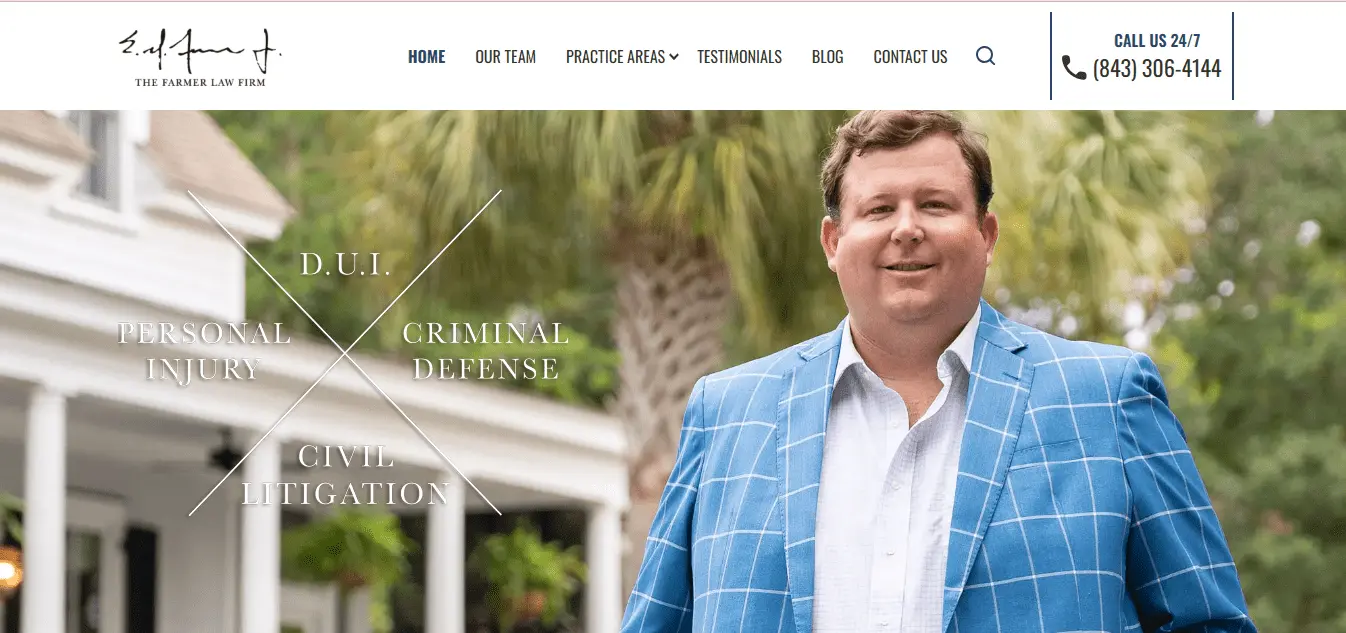 THE FARMER LAW FIRM
HOME OUR TEAM PRACTICE AREAS TESTIMONIALS BLOG CONTACT US
CALL US 24/7
(843) 306-4144
D.U.I.
PERSONAL
INJURY
CRIMINAL
DEFENSE
CIVIL
LITIGATION